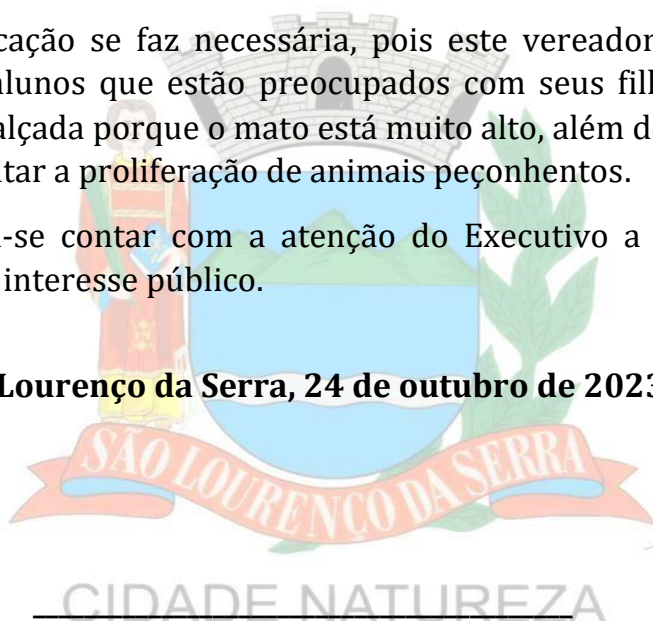 cação se faz necessária, pois este vereador
alunos que estão preocupados com seus fil
alçada porque o mato está muito alto, além d
itar a proliferação de animais peçonhentos.
-se contar com a atenção do Executivo a
interesse público.
Lourenço da Serra, 24 de outubro de 2023
SÃO LOURENÇO DA SERRA
CIDADE NATUREZA